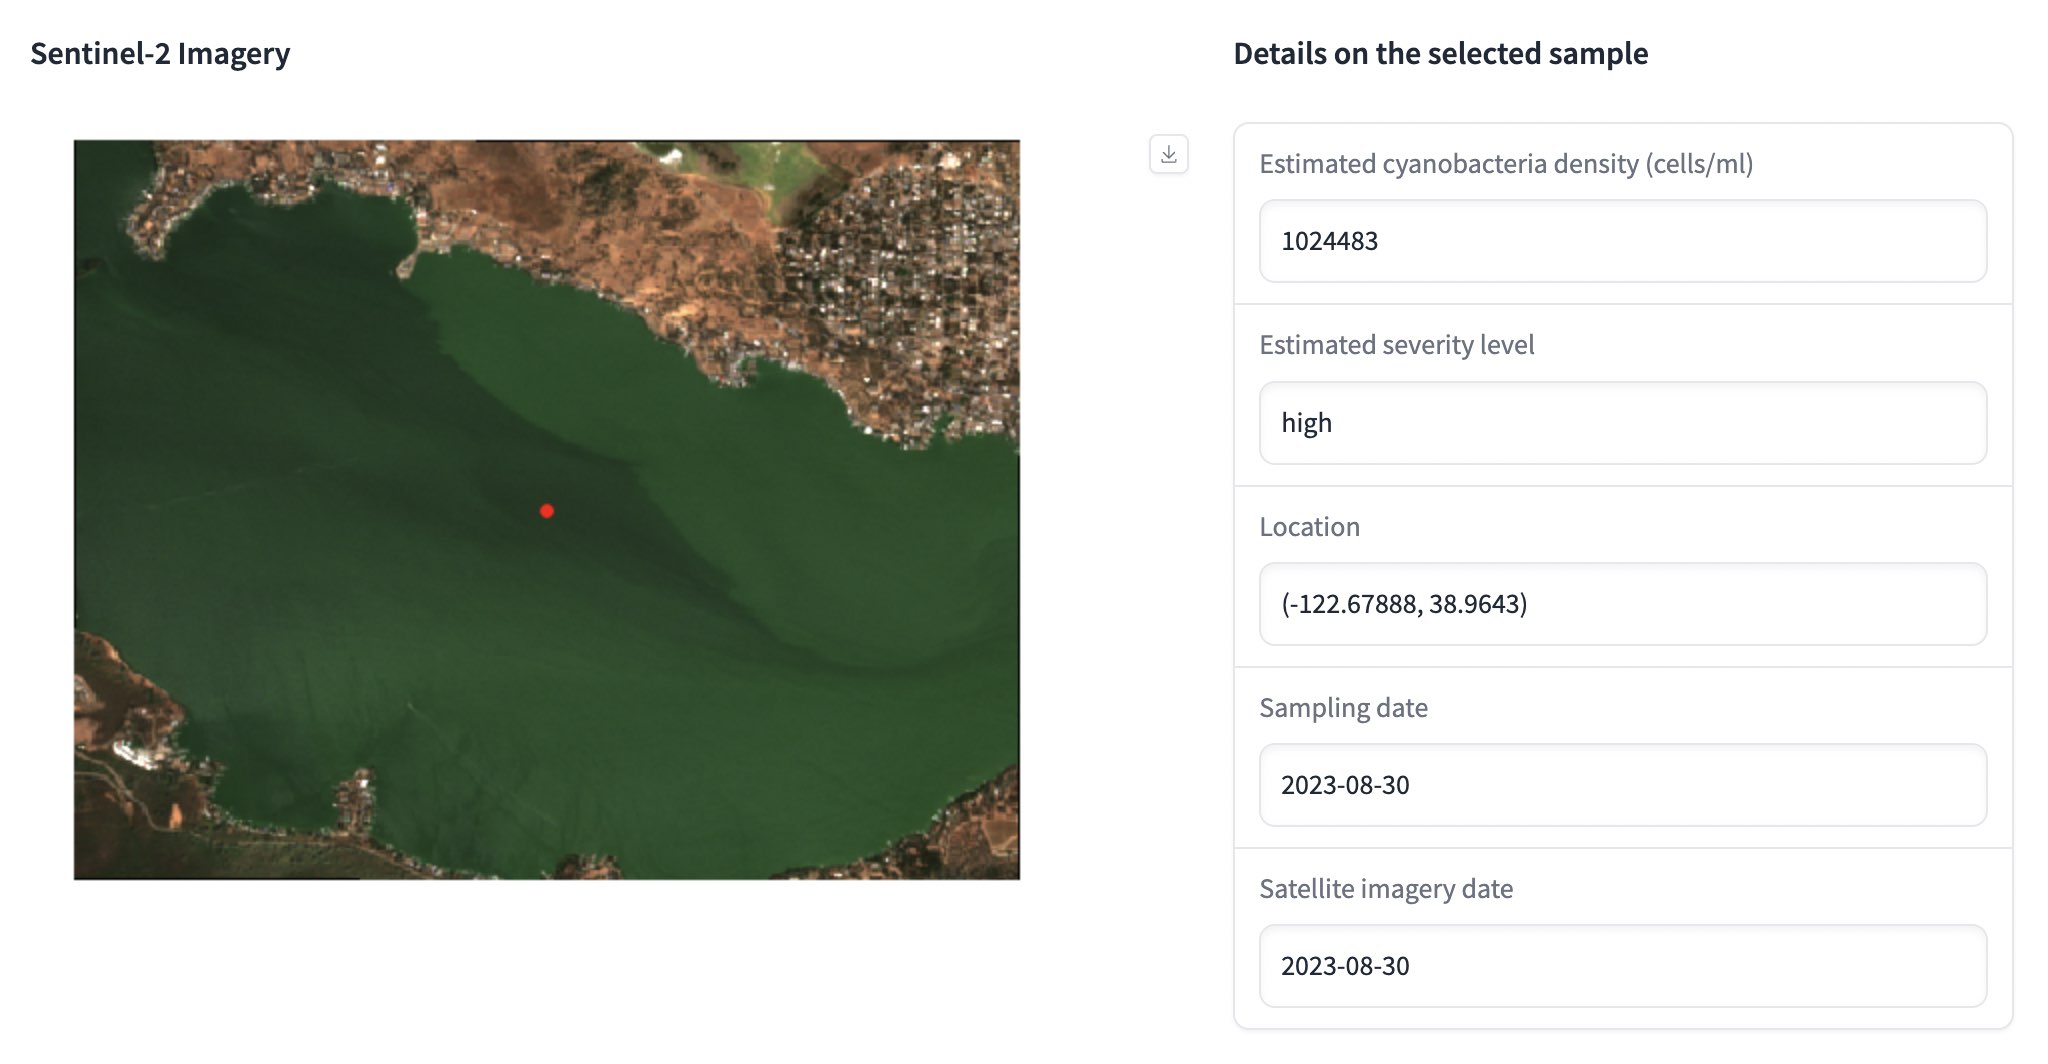 Sentinel-2 Imagery
Details on the selected sample
Estimated cyanobacteria density (cells/ml)
1024483
Estimated severity level
high
Location
(-122.67888, 38.9643)
Sampling date
2023-08-30
Satellite imagery date
2023-08-30